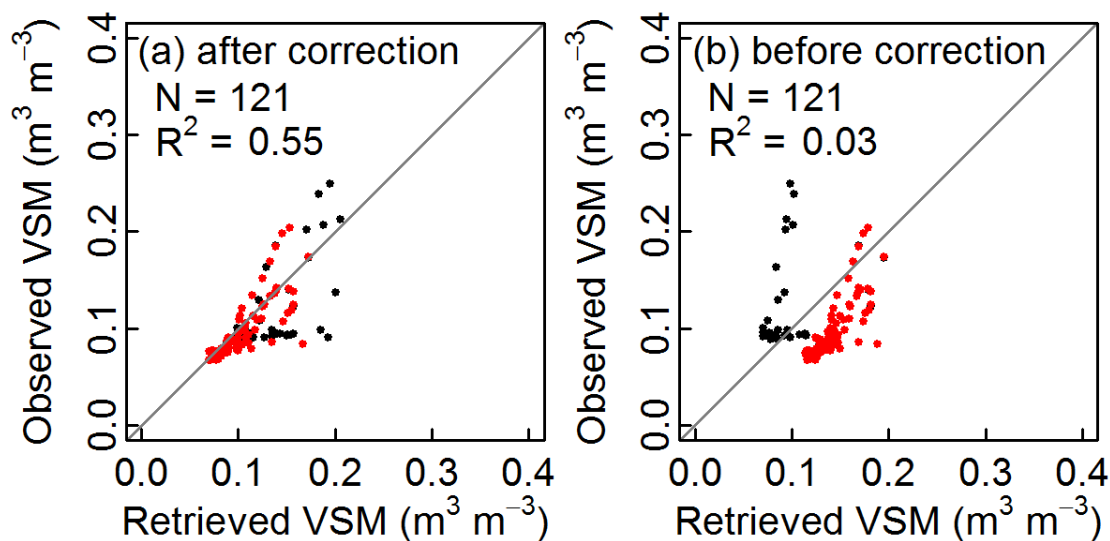 (a) after correction
N = 121
R² = 0.55
0.4
0.3
0.2
0.1
0.0
Observed VSM (m³ m⁻³)
0.0 0.1 0.2 0.3 0.4
Retrieved VSM (m³ m⁻³)
(b) before correction
N = 121
R² = 0.03
0.4
0.3
0.2
0.1
0.0
Observed VSM (m³ m⁻³)
0.0 0.1 0.2 0.3 0.4
Retrieved VSM (m³ m⁻³)